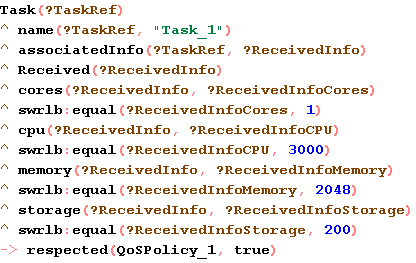 Task(?TaskRef)
^ name(?TaskRef, "Task_1")
^ associatedInfo(?TaskRef, ?ReceivedInfo)
^ Received(?ReceivedInfo)
^ cores(?ReceivedInfo, ?ReceivedInfoCores)
^ swrlb:equal(?ReceivedInfoCores, 1)
^ cpu(?ReceivedInfo, ?ReceivedInfoCPU)
^ swrlb:equal(?ReceivedInfoCPU, 3000)
^ memory(?ReceivedInfo, ?ReceivedInfoMemory)
^ swrlb:equal(?ReceivedInfoMemory, 2048)
^ storage(?ReceivedInfo, ?ReceivedInfoStorage)
^ swrlb:equal(?ReceivedInfoStorage, 200)
-> respected(QoSPolicy_1, true)